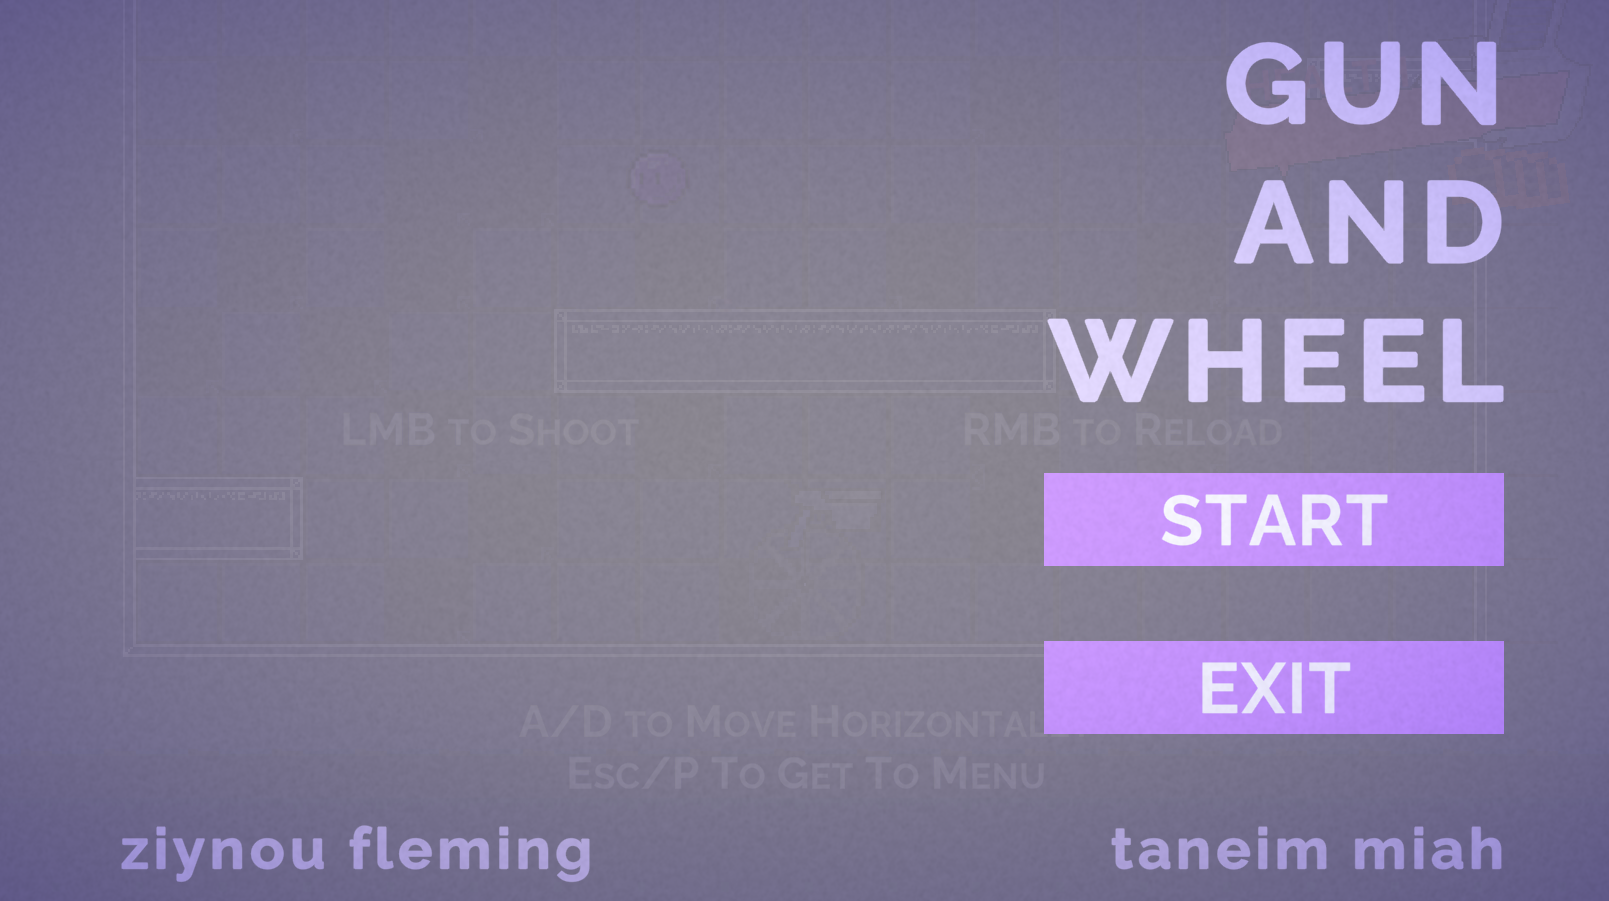 GUN
AND
WHEEL
LMB TO SHOOT
RMB TO RELOAD
START
EXIT
A/D TO MOVE HORIZONTAL
ESC/P TO GET TO MENU
ziynou fleming
taneim miah